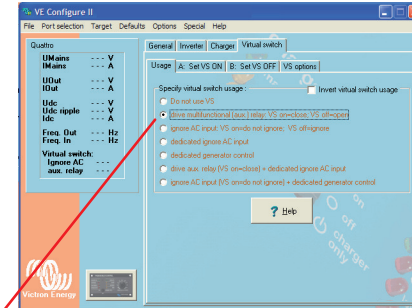 VE Configure II
File Port selection Target Defaults Options Special Help
Quattro
UMains --- V
IMains --- A
UOut --- V
IOut --- A
Udc --- V
Udc ripple --- V
Idc --- A
Freq. Out -- Hz
Freq. In -- Hz
Virtual switch:
Ignore AC ---
aux. relay ---
General Inverter Charger Virtual switch
Usage A: Set VS ON B: Set VS OFF VS options
Specify virtual switch usage :
Invert virtual switch usage
Do not use VS
drive multifunctional (aux.) relay: VS on=close; VS off=open
ignore AC input: VS on=do not ignore; VS off=ignore
dedicated ignore AC input
dedicated generator control
drive aux. relay (VS on=close) + dedicated ignore AC input
ignore AC input (VS on=do not ignore) + dedicated generator control
? Help
on
off
charger
only
Victron Energy